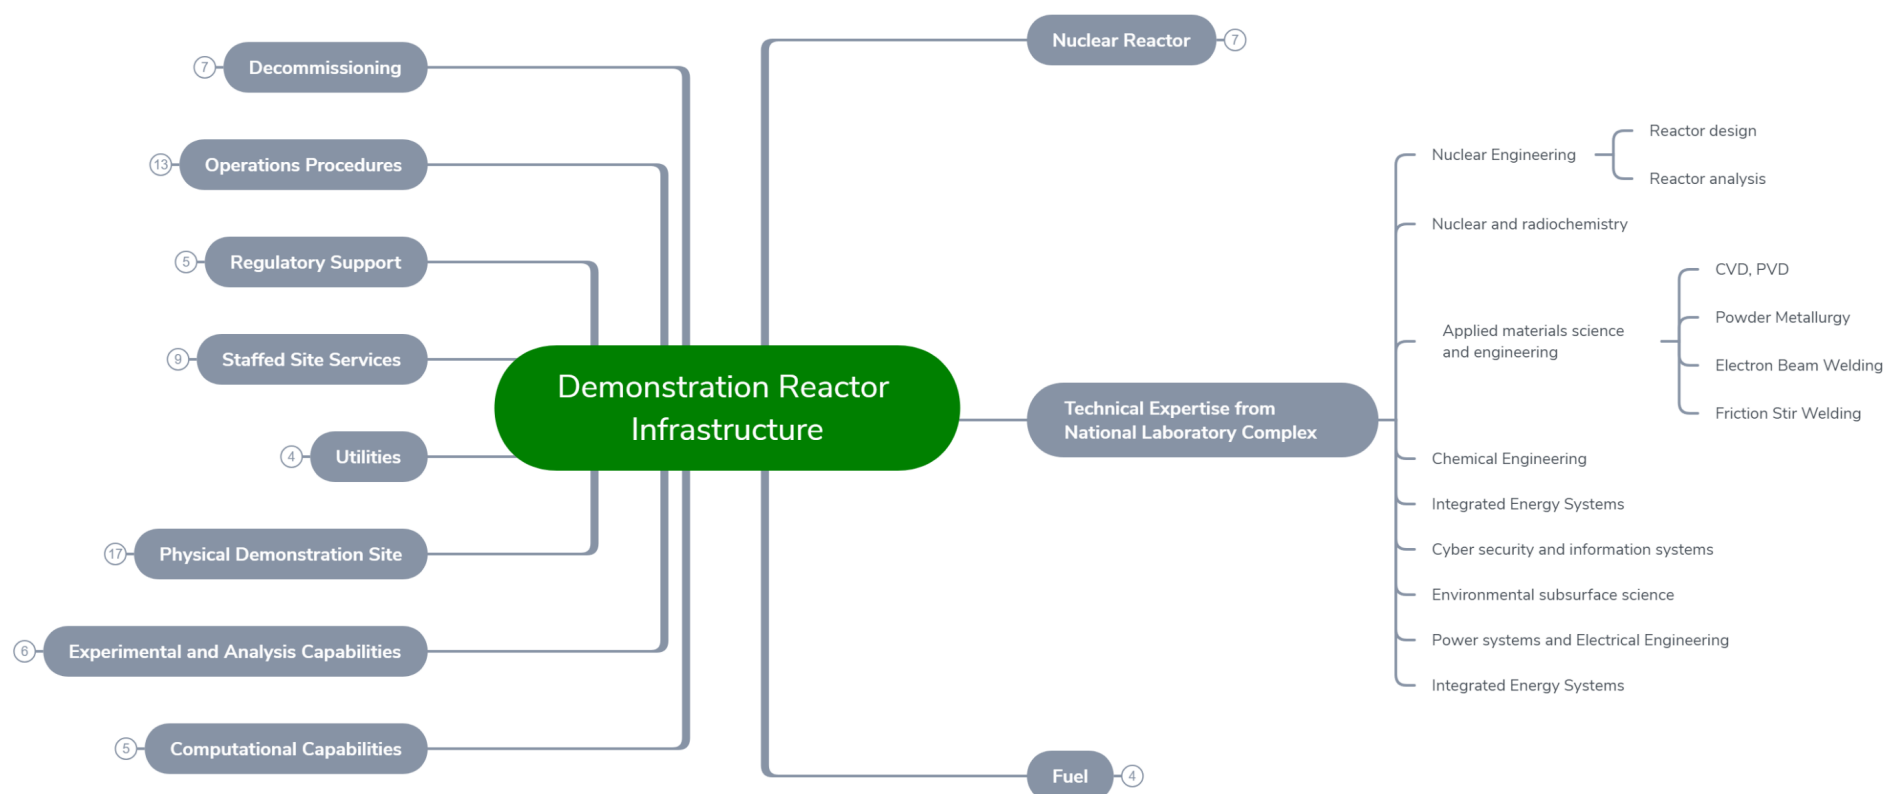 Demonstration Reactor
Infrastructure
7
Decommissioning
13
Operations Procedures
5
Regulatory Support
9
Staffed Site Services
4
Utilities
17
Physical Demonstration Site
6
Experimental and Analysis Capabilities
5
Computational Capabilities
Nuclear Reactor
7
Technical Expertise from
National Laboratory Complex
Nuclear Engineering
Reactor design
Reactor analysis
Nuclear and radiochemistry
Applied materials science
and engineering
CVD, PVD
Powder Metallurgy
Electron Beam Welding
Friction Stir Welding
Chemical Engineering
Integrated Energy Systems
Cyber security and information systems
Environmental subsurface science
Power systems and Electrical Engineering
Integrated Energy Systems
Fuel
4